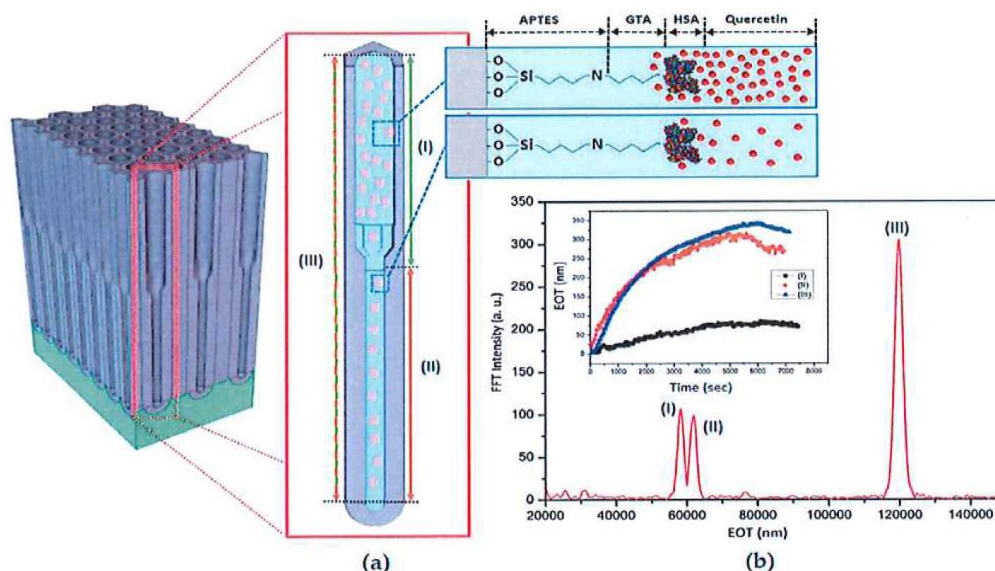 APTES GTA HSA Quercetin
O
O Si N
O
O
O Si N
O
(I)
(II)
(III)
(a)
350
300
250
200
150
100
50
0
FFT Intensity (a. u.)
20000 40000 60000 80000 100000 120000 140000
EOT (nm)
(I)
(II)
(III)
350
300
250
200
150
100
50
0
EOT [nm]
0 1000 2000 3000 4000 5000 6000 7000 8000
Time (sec)
(I)
(II)
(III)
(b)